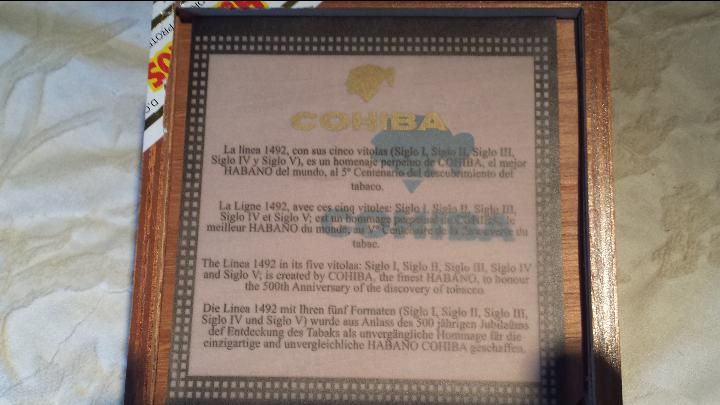 COHIBA
La línea 1492, con sus cinco vitolas (Siglo I, Siglo II, Siglo III,
Siglo IV y Siglo V), es un homenaje perpetuo de COHIBA, el mejor
HABANO del mundo, al 5º Centenario del descubrimiento del
tabaco.
La Ligne 1492, avec ces cinq vitoles: Siglo I, Siglo II, Siglo III,
Siglo IV et Siglo V; est un hommage le
meilleur HABANO du monde, au Vº Centenaire de la
tabac.
The Linea 1492 in its five vitolas: Siglo I, Siglo II, Siglo III, Siglo IV
and Siglo V; is created by COHIBA, the finest HABANO, to honour
the 500th Anniversary of the discovery of tobacco.
Die Linea 1492 mit Ihren fünf Formaten (Siglo I, Siglo II, Siglo III,
Siglo IV und Siglo V) wurde aus Anlass des 500 jährigen Jubiläums
def Entdeckung des Tabaks als unvergängliche Hommage für die
einzigartige und unvergleichliche HABANO COHIBA geschaffen.
COHIBA